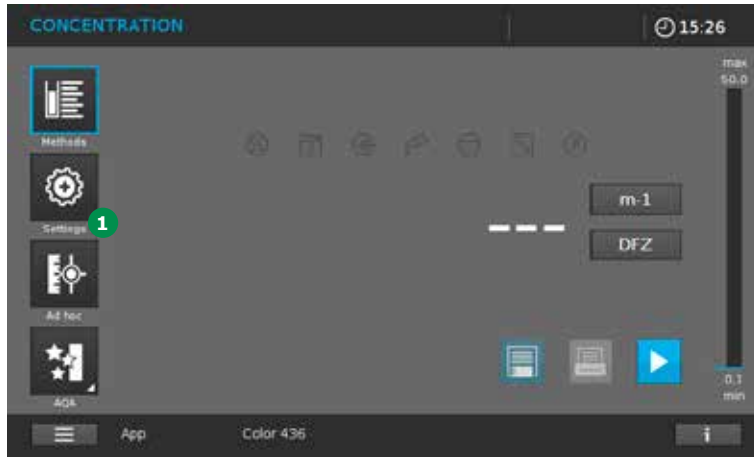 CONCENTRATION
15:26
max
50.0
Methods
Settings
1
m-1
DFZ
Ad hoc
AQA
0.1
min
App
Color 436
i